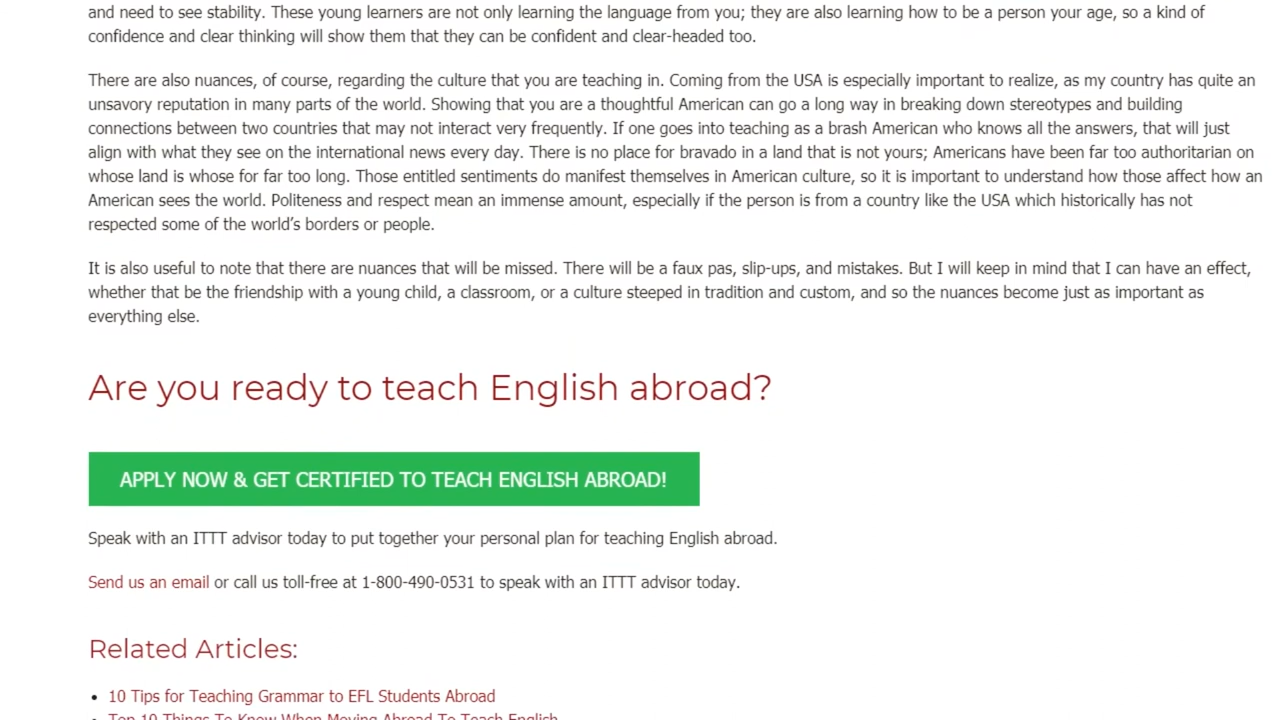 and need to see stability. These young learners are not only learning the language from you; they are also learning how to be a person your age, so a kind of
confidence and clear thinking will show them that they can be confident and clear-headed too.
There are also nuances, of course, regarding the culture that you are teaching in. Coming from the USA is especially important to realize, as my country has quite an
unsavory reputation in many parts of the world. Showing that you are a thoughtful American can go a long way in breaking down stereotypes and building
connections between two countries that may not interact very frequently. If one goes into teaching as a brash American who knows all the answers, that will just
align with what they see on the international news every day. There is no place for bravado in a land that is not yours; Americans have been far too authoritarian on
whose land is whose for far too long. Those entitled sentiments do manifest themselves in American culture, so it is important to understand how those affect how an
American sees the world. Politeness and respect mean an immense amount, especially if the person is from a country like the USA which historically has not
respected some of the world’s borders or people.
It is also useful to note that there are nuances that will be missed. There will be a faux pas, slip-ups, and mistakes. But I will keep in mind that I can have an effect,
whether that be the friendship with a young child, a classroom, or a culture steeped in tradition and custom, and so the nuances become just as important as
everything else.
Are you ready to teach English abroad?
APPLY NOW & GET CERTIFIED TO TEACH ENGLISH ABROAD!
Speak with an ITTT advisor today to put together your personal plan for teaching English abroad.
Send us an email or call us toll-free at 1-800-490-0531 to speak with an ITTT advisor today.
Related Articles:
• 10 Tips for Teaching Grammar to EFL Students Abroad
• Top 10 Things To Know When Moving Abroad To Teach English